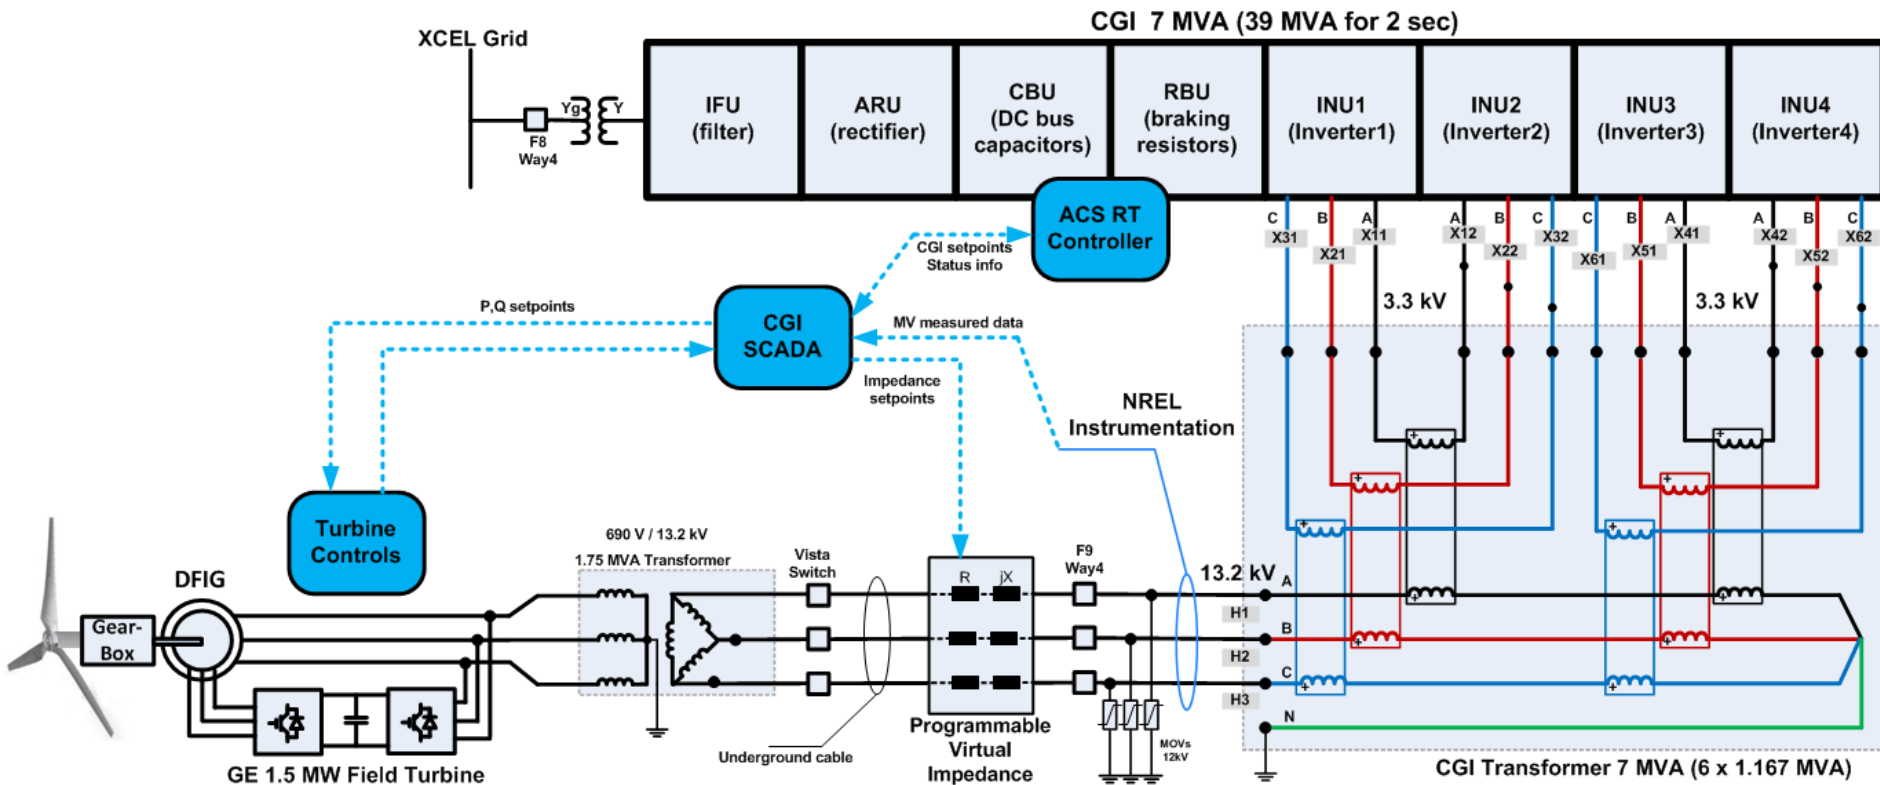 CGI 7 MVA (39 MVA for 2 sec)
XCEL Grid
F8
Way4
Yg
Y
IFU
(filter)
ARU
(rectifier)
CBU
(DC bus
capacitors)
RBU
(braking
resistors)
INU1
(Inverter1)
INU2
(Inverter2)
INU3
(Inverter3)
INU4
(Inverter4)
ACS RT
Controller
C
B
A
A
B
C
C
B
A
A
B
C
X31
X21
X11
X12
X22
X32
X61
X51
X41
X42
X52
X62
3.3 kV
3.3 kV
CGI setpoints
Status info
P,Q setpoints
CGI
SCADA
MV measured data
Impedance
setpoints
NREL
Instrumentation
Turbine
Controls
690 V / 13.2 kV
1.75 MVA Transformer
Vista
Switch
R
jX
F9
Way4
13.2 kV
A
H1
B
H2
C
H3
N
+
+
+
+
+
+
+
+
+
+
+
+
DFIG
Gear-
Box
GE 1.5 MW Field Turbine
Underground cable
Programmable
Virtual
Impedance
MOVs
12kV
CGI Transformer 7 MVA (6 x 1.167 MVA)